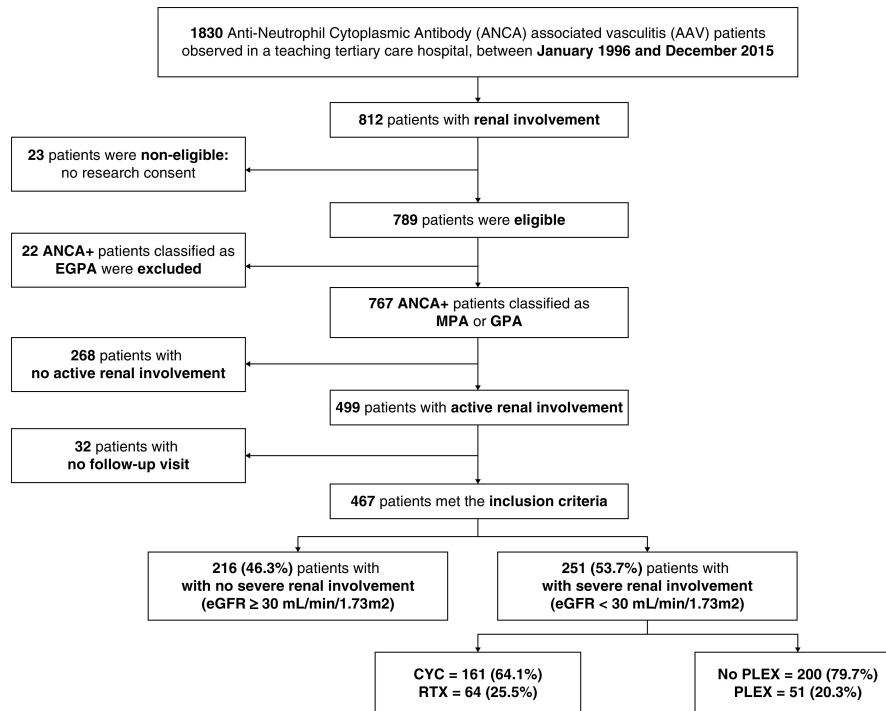 1830 Anti-Neutrophil Cytoplasmic Antibody (ANCA) associated vasculitis (AAV) patients
observed in a teaching tertiary care hospital, between January 1996 and December 2015
812 patients with renal involvement
23 patients were non-eligible:
no research consent
789 patients were eligible
22 ANCA+ patients classified as
EGPA were excluded
767 ANCA+ patients classified as
MPA or GPA
268 patients with
no active renal involvement
499 patients with active renal involvement
32 patients with
no follow-up visit
467 patients met the inclusion criteria
216 (46.3%) patients with
with no severe renal involvement
(eGFR ≥ 30 mL/min/1.73m2)
251 (53.7%) patients with
with severe renal involvement
(eGFR < 30 mL/min/1.73m2)
CYC = 161 (64.1%)
RTX = 64 (25.5%)
No PLEX = 200 (79.7%)
PLEX = 51 (20.3%)